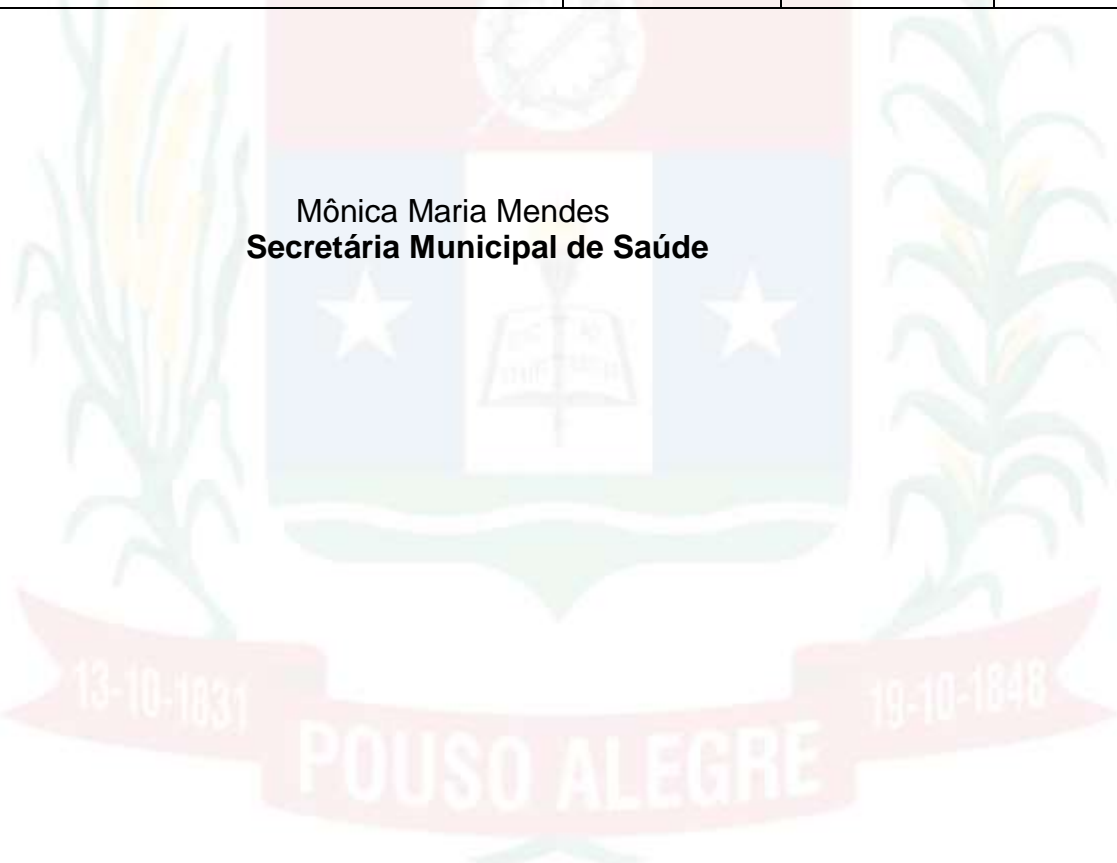 Mônica Maria Mendes
Secretária Municipal de Saúde
13-10-1831
19-10-1848
POUSO ALEGRE